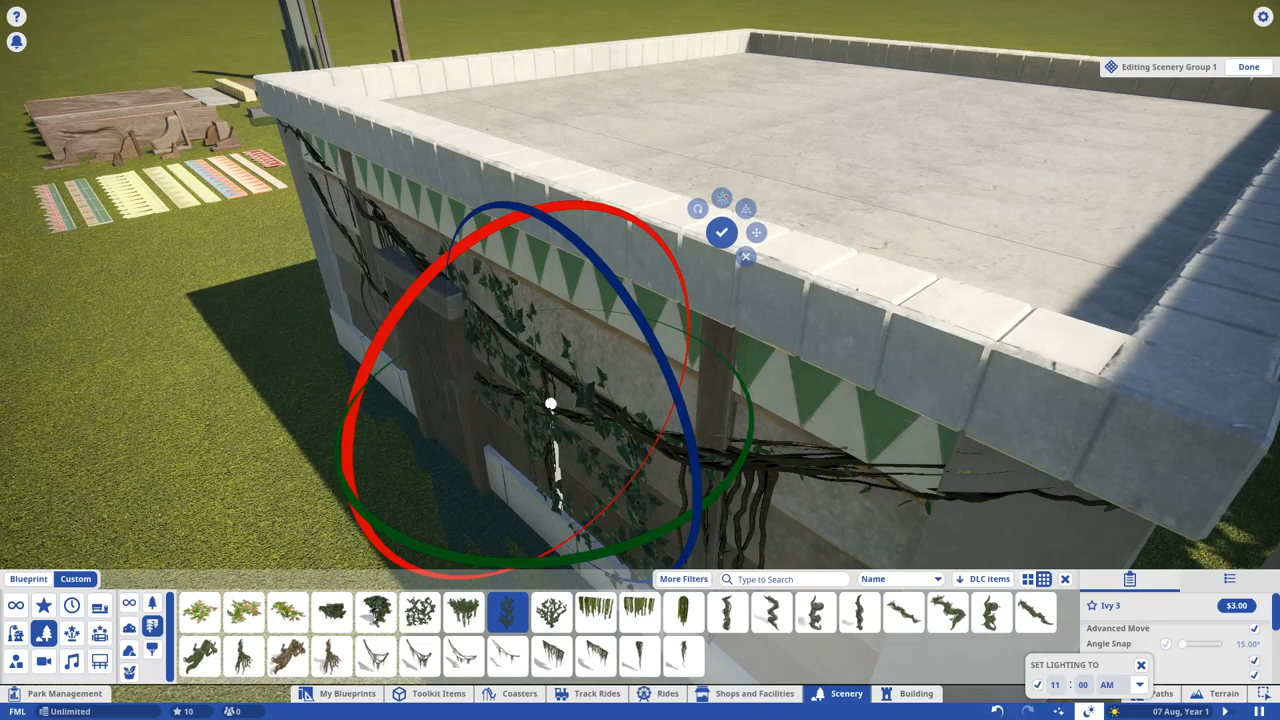 ?
Editing Scenery Group 1 Done
Blueprint Custom More Filters Type to Search Name DLC items
Ivy 3 $3.00
Advanced Move
Angle Snap 15.00°
SET LIGHTING TO
11 : 00 AM
Park Management My Blueprints Toolkit Items Coasters Track Rides Rides Shops and Facilities Scenery Building Paths Terrain
FML Unlimited 10 0 07 Aug, Year 1